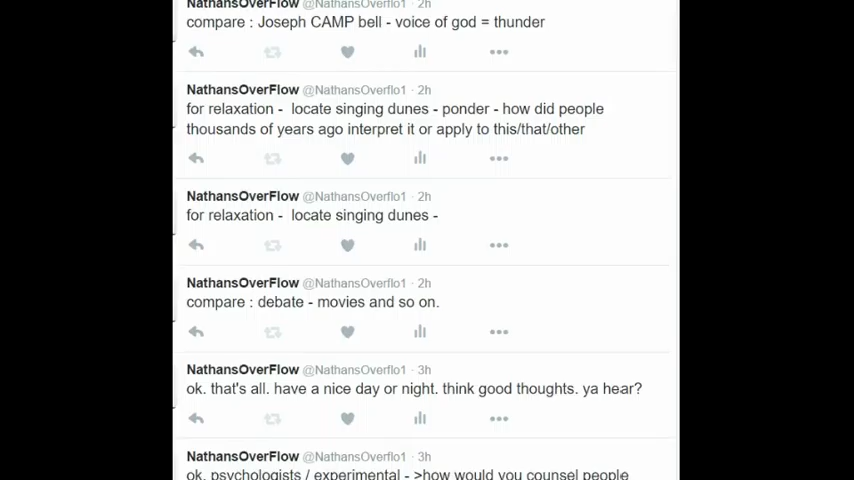 NathansOverFlow @NathansOverflo1 · 2h
compare : Joseph CAMP bell - voice of god = thunder
NathansOverFlow @NathansOverflo1 · 2h
for relaxation -  locate singing dunes - ponder - how did people
thousands of years ago interpret it or apply to this/that/other
NathansOverFlow @NathansOverflo1 · 2h
for relaxation -  locate singing dunes -
NathansOverFlow @NathansOverflo1 · 2h
compare : debate - movies and so on.
NathansOverFlow @NathansOverflo1 · 3h
ok. that's all. have a nice day or night. think good thoughts. ya hear?
NathansOverFlow @NathansOverflo1 · 3h
ok. psychologists / experimental - >how would you counsel people